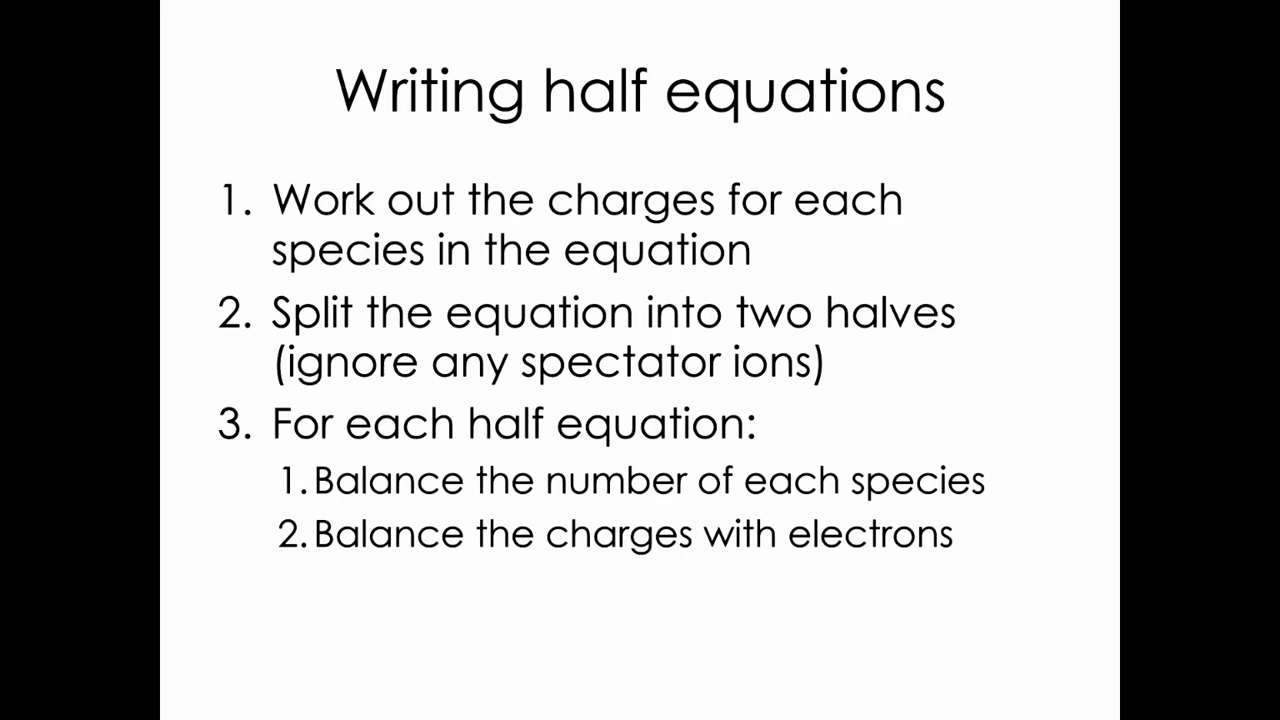 Writing half equations
1. Work out the charges for each
species in the equation
2. Split the equation into two halves
(ignore any spectator ions)
3. For each half equation:
1. Balance the number of each species
2. Balance the charges with electrons